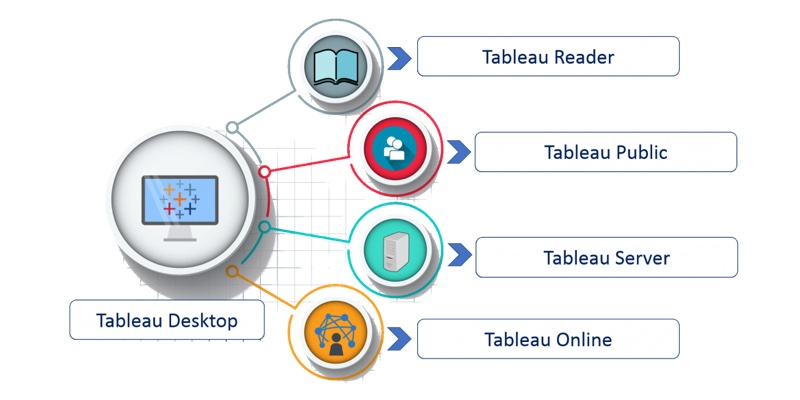 Tableau Reader
Tableau Public
Tableau Server
Tableau Desktop
Tableau Online